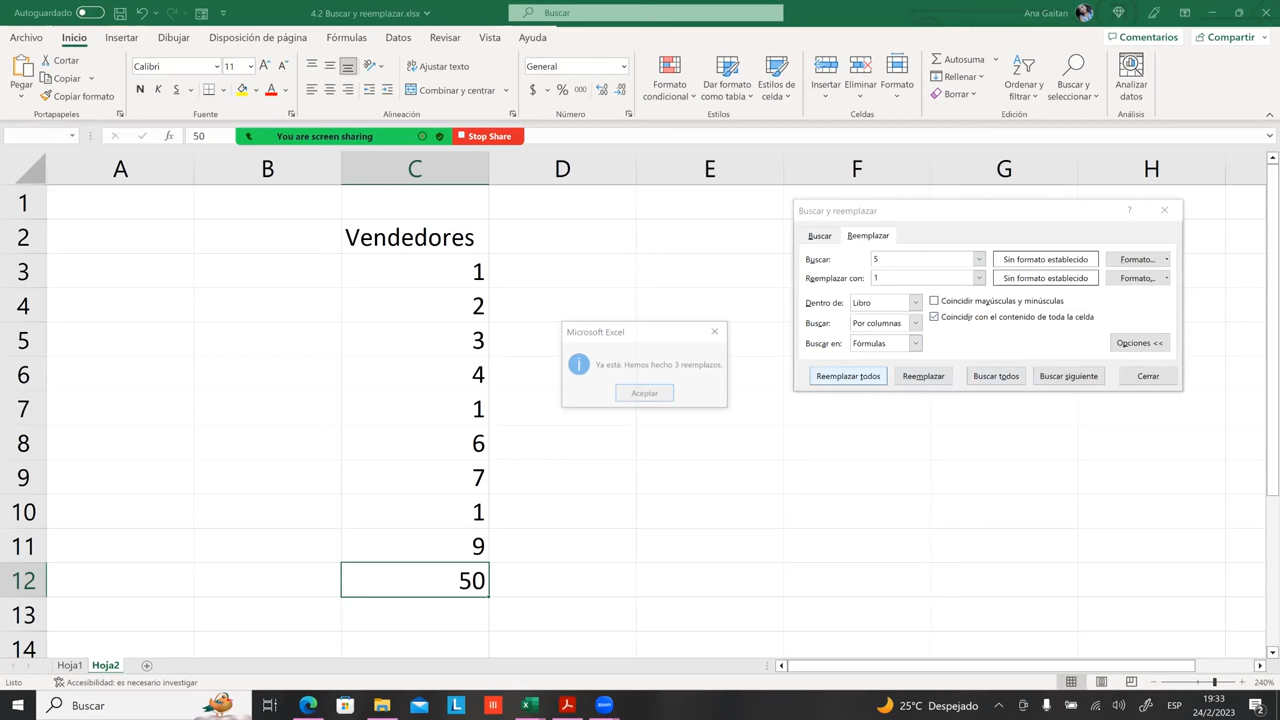 Autoguardado
4.2 Buscar y reemplazar.xlsx
Buscar
Ana Gaitan
Archivo Inicio Insertar Dibujar Disposición de página Fórmulas Datos Revisar Vista Ayuda
Comentarios Compartir
Pegar
Cortar
Copiar
Copiar formato
Portapapeles
Calibri 11
N K S
Fuente
Ajustar texto
Combinar y centrar
Alineación
General
$ % 000
Número
Formato condicional
Dar formato como tabla
Estilos de celda
Estilos
Insertar Eliminar Formato
Celdas
Autosuma
Rellenar
Borrar
Ordenar y filtrar
Buscar y seleccionar
Edición
Analizar datos
Análisis
fx 50
You are screen sharing
Stop Share
A B C D E F G H
1
2 Vendedores
3 1
4 2
5 3
6 4
7 1
8 6
9 7
10 1
11 9
12 50
13
14
Microsoft Excel
Ya está. Hemos hecho 3 reemplazos.
Aceptar
Buscar y reemplazar ?
Buscar Reemplazar
Buscar: 5 Sin formato establecido Formato...
Reemplazar con: 1 Sin formato establecido Formato...
Dentro de: Libro Coincidir mayúsculas y minúsculas
Buscar: Por columnas Coincidir con el contenido de toda la celda
Buscar en: Fórmulas Opciones <<
Reemplazar todos Reemplazar Buscar todos Buscar siguiente Cerrar
Hoja1 Hoja2
Listo Accesibilidad: es necesario investigar 240%
Buscar
zoom
25°C Despejado
ESP
19:33
24/2/2023